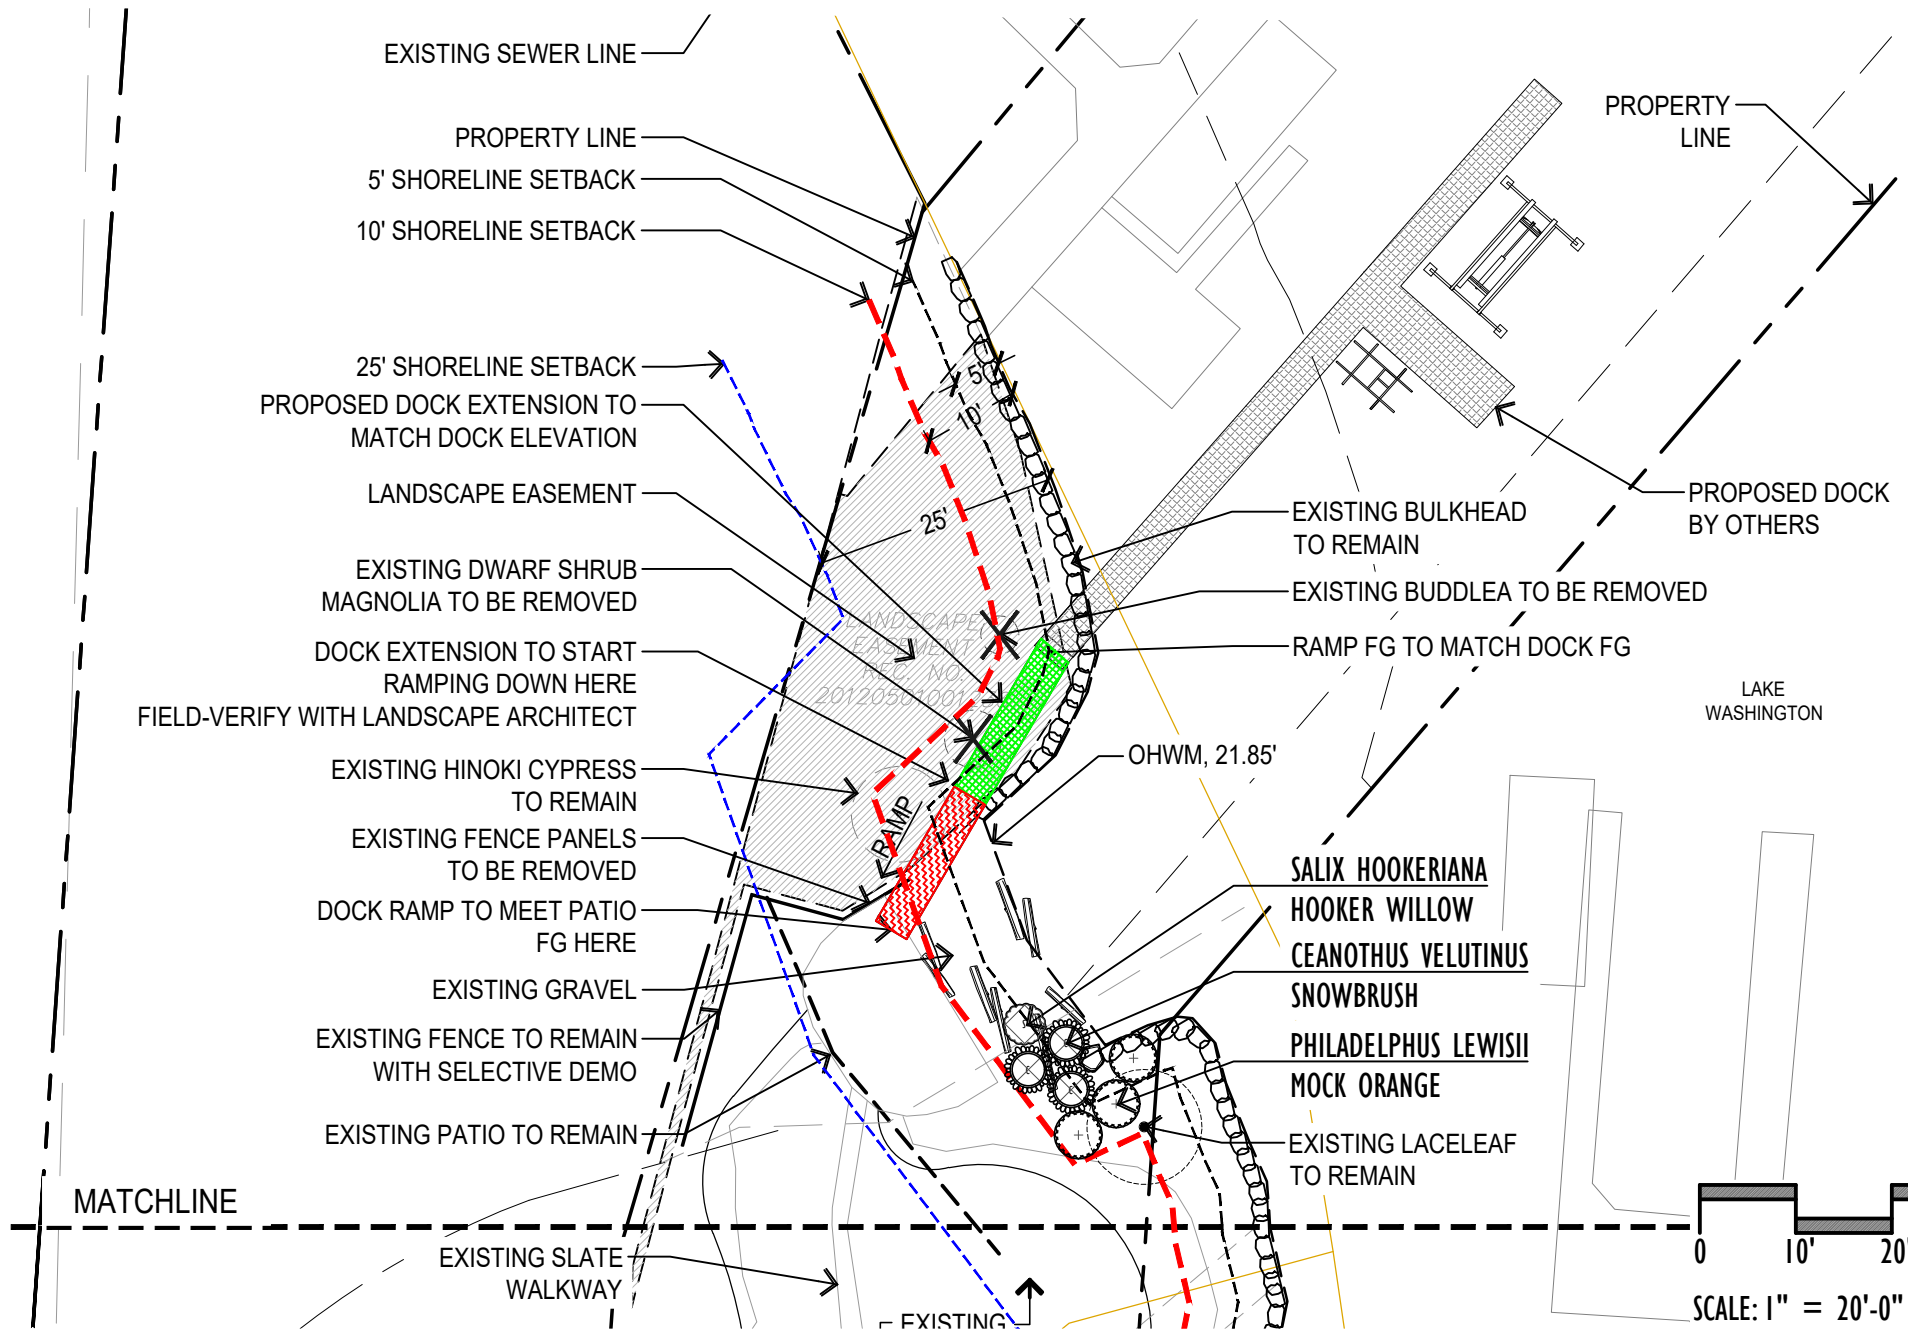 EXISTING SEWER LINE
PROPERTY LINE
5' SHORELINE SETBACK
10' SHORELINE SETBACK
25' SHORELINE SETBACK
PROPOSED DOCK EXTENSION TO
MATCH DOCK ELEVATION
LANDSCAPE EASEMENT
EXISTING DWARF SHRUB
MAGNOLIA TO BE REMOVED
DOCK EXTENSION TO START
RAMPING DOWN HERE
FIELD-VERIFY WITH LANDSCAPE ARCHITECT
EXISTING HINOKI CYPRESS
TO REMAIN
EXISTING FENCE PANELS
TO BE REMOVED
DOCK RAMP TO MEET PATIO
FG HERE
EXISTING GRAVEL
EXISTING FENCE TO REMAIN
WITH SELECTIVE DEMO
EXISTING PATIO TO REMAIN
MATCHLINE
EXISTING SLATE
WALKWAY
EXISTING
5'
10'
25'
LANDSCAPE
EASEMENT
REC. NO.
RAMP
PROPERTY
LINE
PROPOSED DOCK
BY OTHERS
EXISTING BULKHEAD
TO REMAIN
EXISTING BUDDLEA TO BE REMOVED
RAMP FG TO MATCH DOCK FG
LAKE
WASHINGTON
OHWM, 21.85'
SALIX HOOKERIANA
HOOKER WILLOW
CEANOTHUS VELUTINUS
SNOWBRUSH
PHILADELPHUS LEWISII
MOCK ORANGE
EXISTING LACELEAF
TO REMAIN
0 10' 20'
SCALE: 1" = 20'-0"